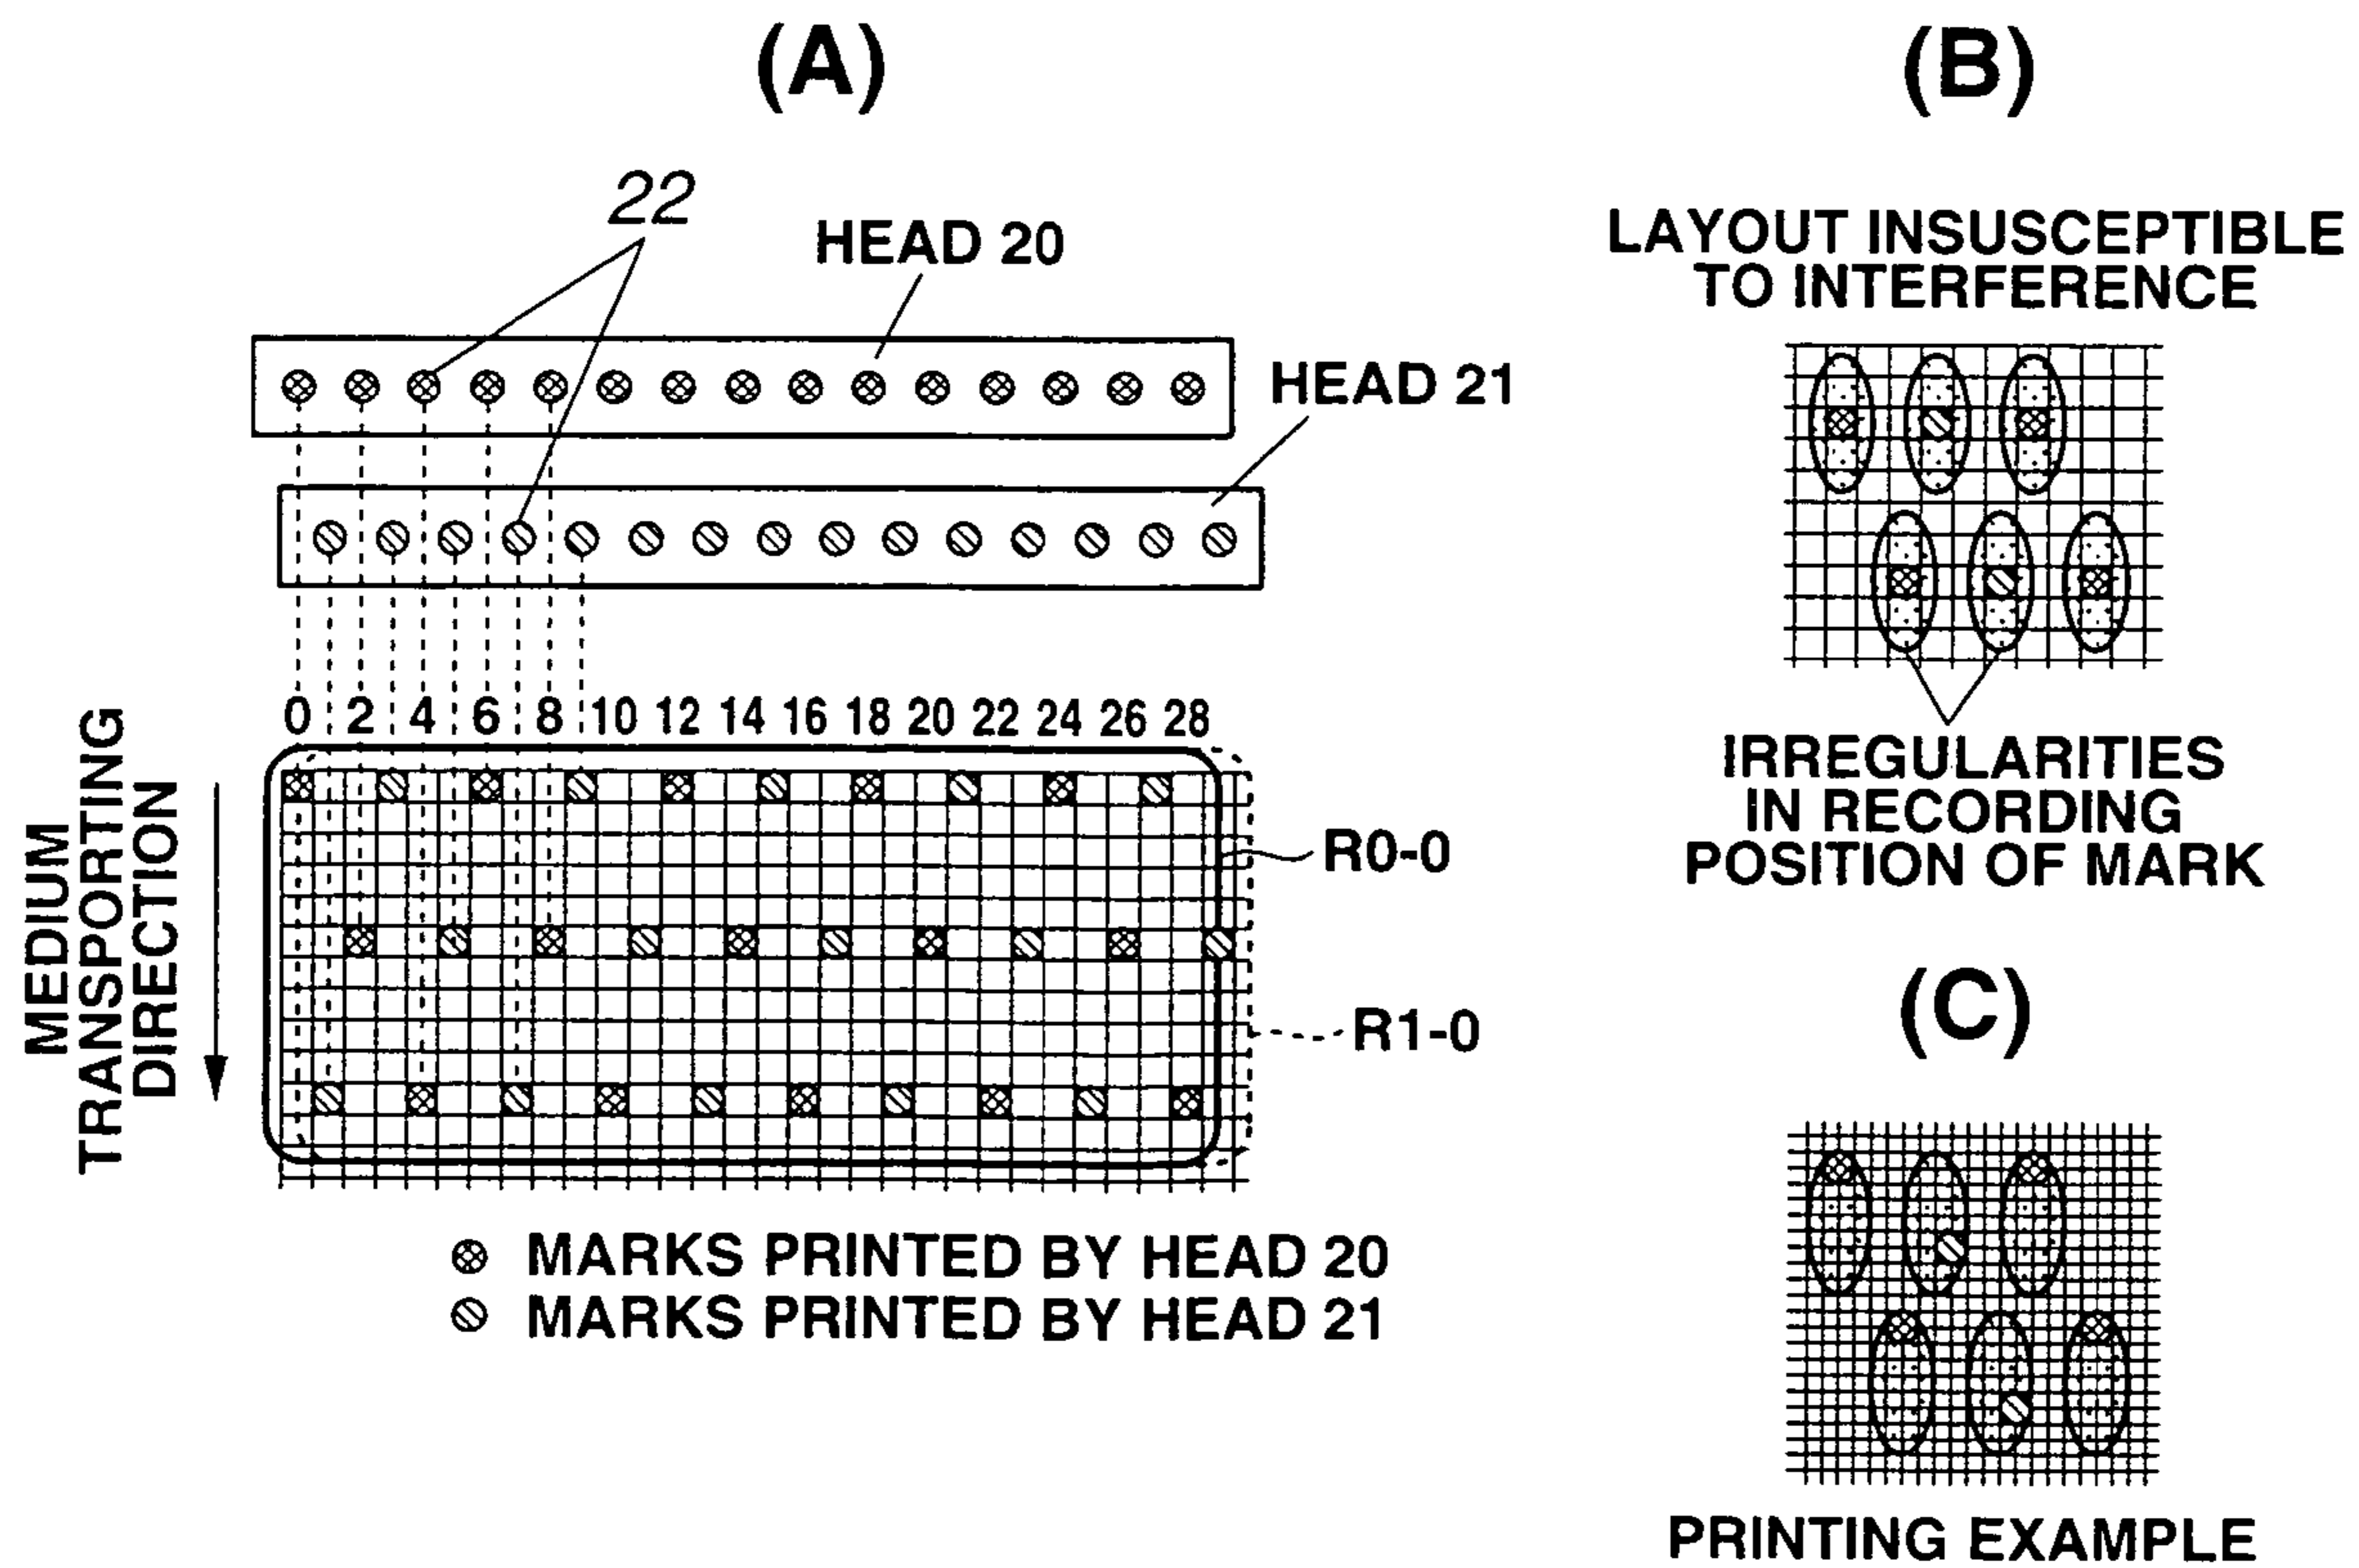 (A)
22
HEAD 20
HEAD 21
0 2 4 6 8 10 12 14 16 18 20 22 24 26 28
MEDIUM
TRANSPORTING
DIRECTION
R0-0
R1-0
MARKS PRINTED BY HEAD 20
MARKS PRINTED BY HEAD 21
(B)
LAYOUT INSUSCEPTIBLE
TO INTERFERENCE
IRREGULARITIES
IN RECORDING
POSITION OF MARK
(C)
PRINTING EXAMPLE